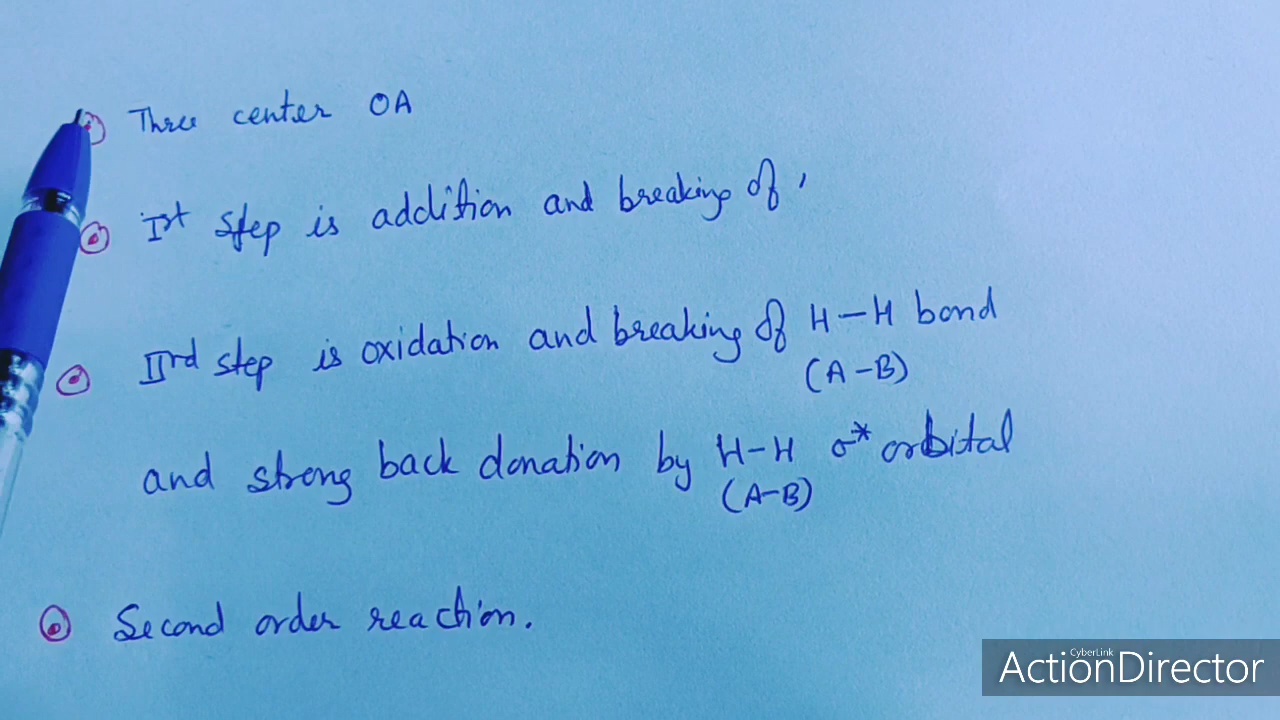 Three center OA
Ist step is addition and breaking of '
IIrd step is oxidation and breaking of H-H bond
(A-B)
and strong back donation by H-H σ* orbital
(A-B)
Second order reaction.
CyberLink
ActionDirector